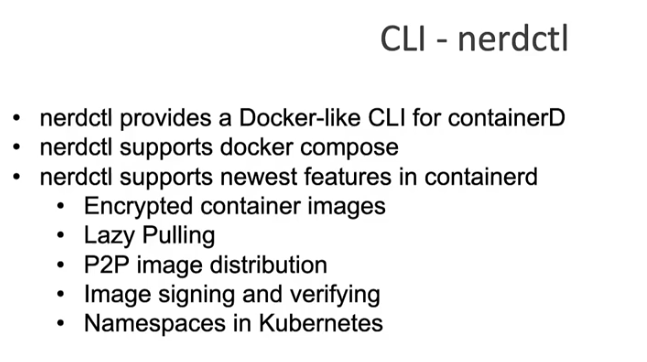 CLI - nerdctl
• nerdctl provides a Docker-like CLI for containerD
• nerdctl supports docker compose
• nerdctl supports newest features in containerd
• Encrypted container images
• Lazy Pulling
• P2P image distribution
• Image signing and verifying
• Namespaces in Kubernetes